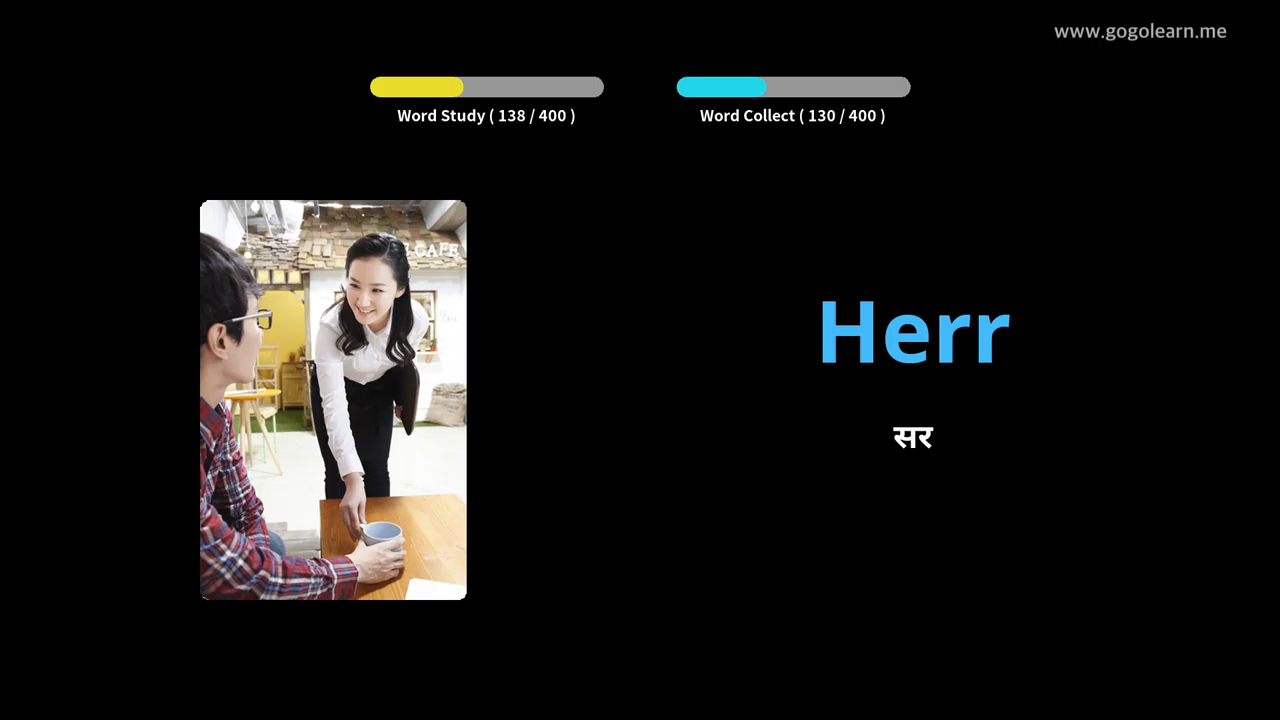 www.gogolearn.me
Word Study ( 138 / 400 )
Word Collect ( 130 / 400 )
E CAFE
Herr
सर